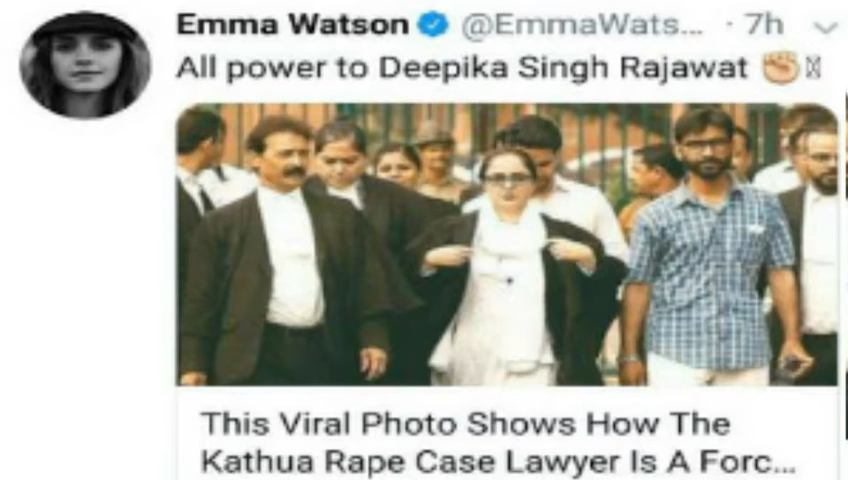 Emma Watson @EmmaWats... · 7h
All power to Deepika Singh Rajawat ✊
This Viral Photo Shows How The
Kathua Rape Case Lawyer Is A Forc...